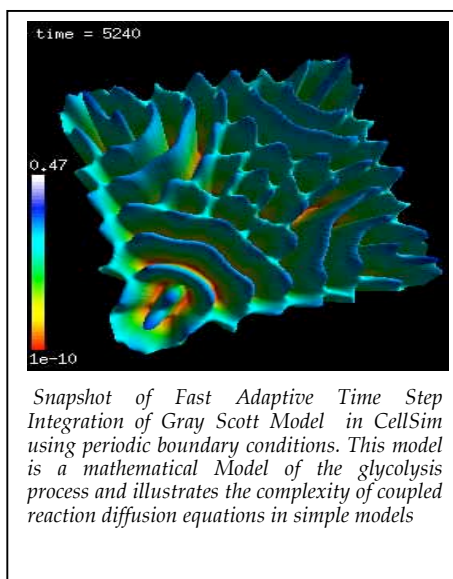 time = 5240
0.47
1e-10
Snapshot of Fast Adaptive Time Step
Integration of Gray Scott Model in CellSim
using periodic boundary conditions. This model
is a mathematical Model of the glycolysis
process and illustrates the complexity of coupled
reaction diffusion equations in simple models